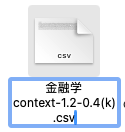 csv
金融学
context-1.2-0.4(k)
.csv